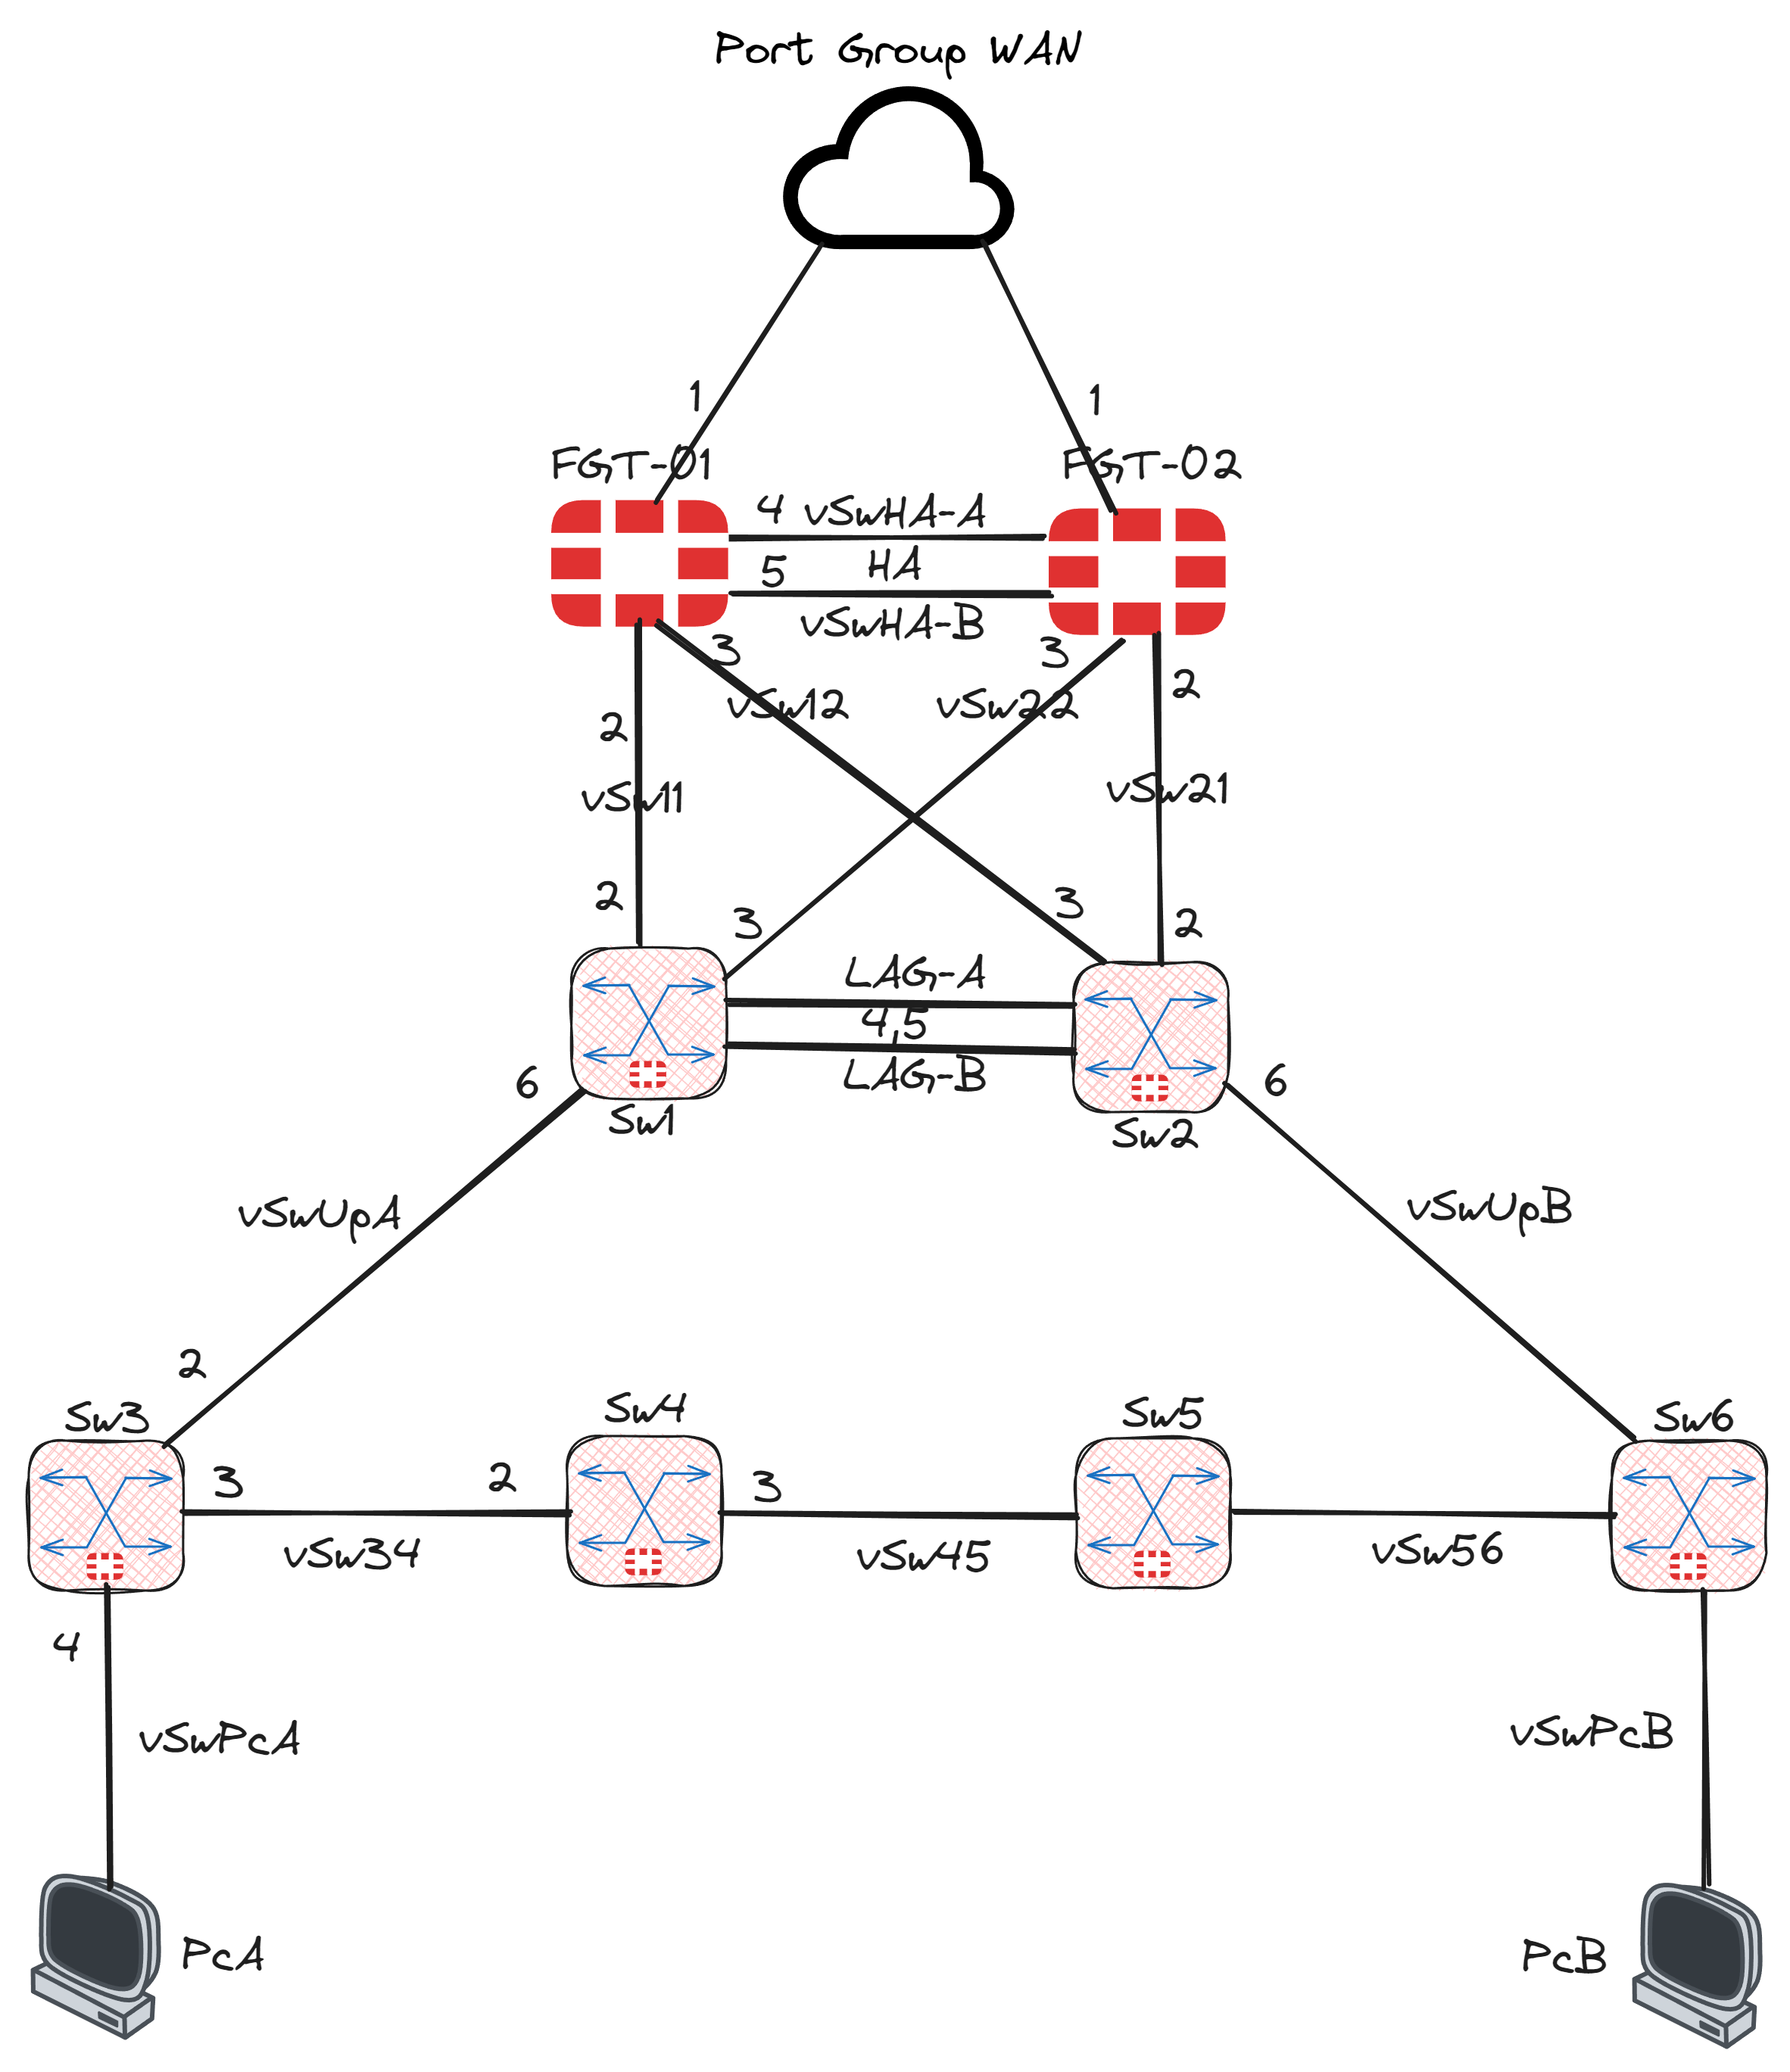 Port Group WAN
1
1
FGT-01
FGT-02
4 vSwHA-A
5
HA
vSwHA-B
3
3
2
vSw12
vSw22
2
vSw11
vSw21
2
3
3
2
LAG-A
4,5
LAG-B
6
6
Sw1
Sw2
vSwUpA
vSwUpB
2
Sw3
Sw4
Sw5
Sw6
3
2
3
vSw34
vSw45
vSw56
4
vSwPcA
vSwPcB
PcA
PcB